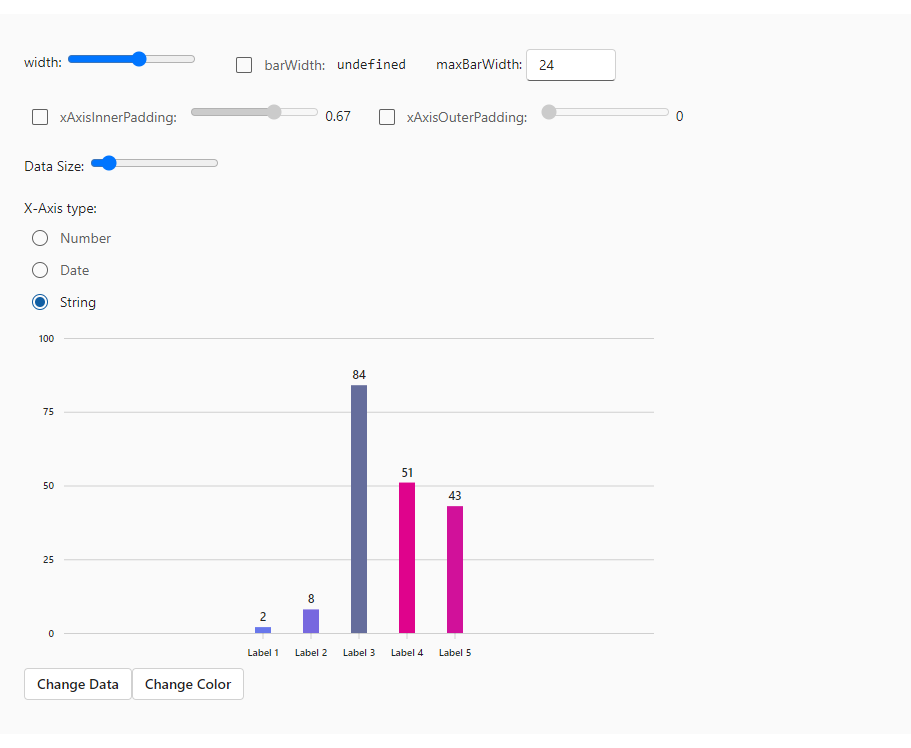 width: barWidth: undefined maxBarWidth: 24
xAxisInnerPadding: 0.67 xAxisOuterPadding: 0
Data Size:
X-Axis type:
Number
Date
String
100
84
75
51
50
43
25
8
2
0
Label 1 Label 2 Label 3 Label 4 Label 5
Change Data Change Color